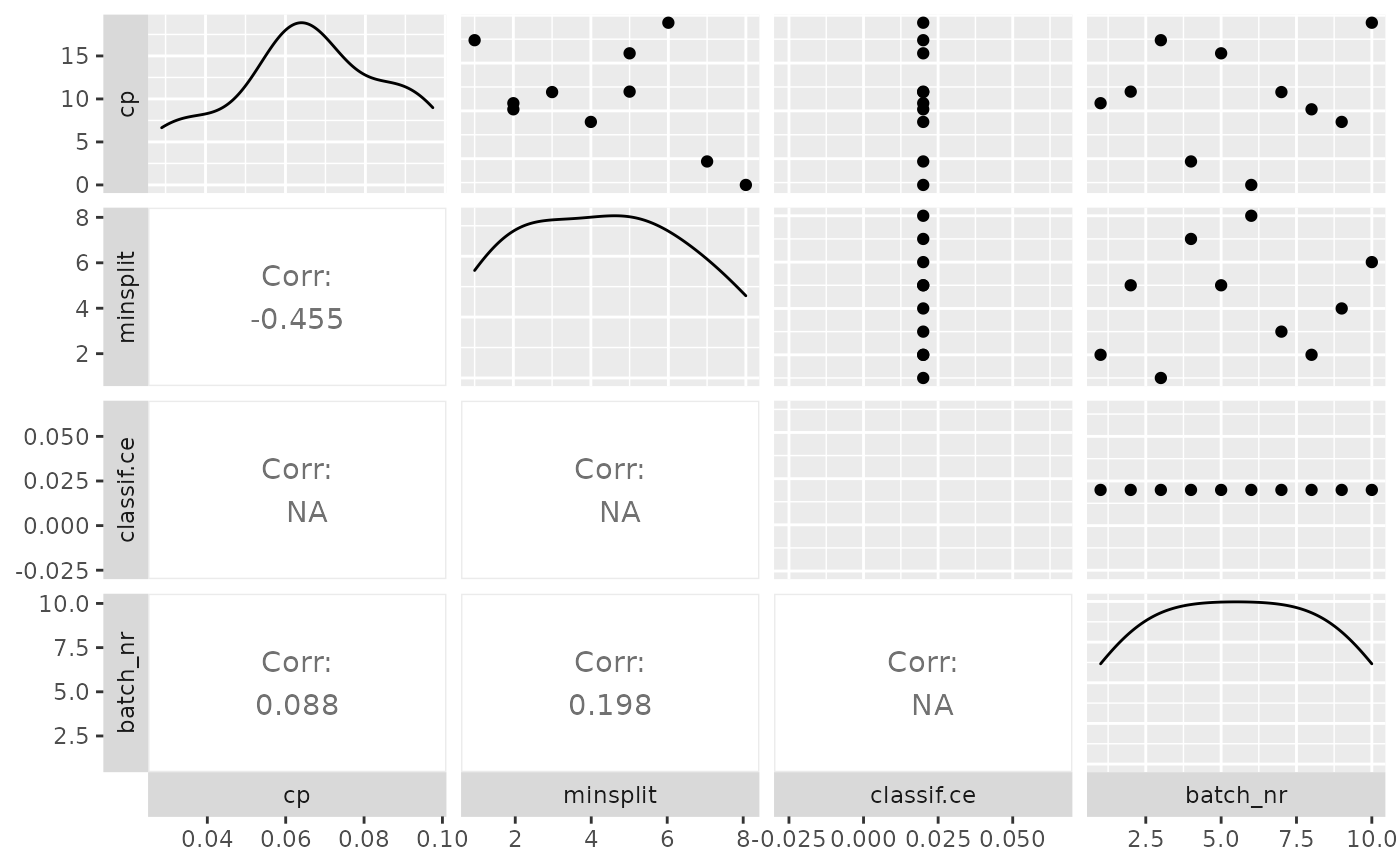 15
10
5
0
cp
8
6
4
2
minsplit
Corr:
-0.455
0.050
0.025
0.000
-0.025
classif.ce
Corr:
NA
Corr:
NA
10.0
7.5
5.0
2.5
batch_nr
Corr:
0.088
Corr:
0.198
Corr:
NA
cp minsplit classif.ce batch_nr
0.04 0.06 0.08 0.10 2 4 6 8 -0.025 0.000 0.025 0.050 2.5 5.0 7.5 10.0